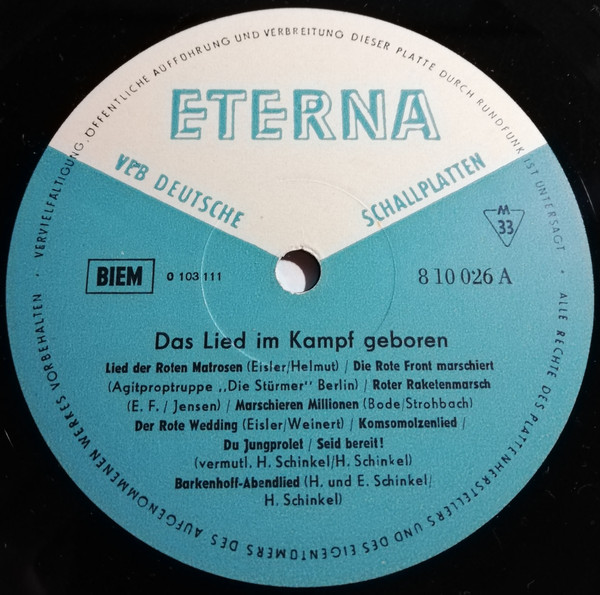 ETERNA
VEB DEUTSCHE SCHALLPLATTEN
BIEM
0 103 111
M
33
8 10 026 A
Das Lied im Kampf geboren
Lied der Roten Matrosen (Eisler/Helmut) / Die Rote Front marschiert
(Agitproptruppe „Die Stürmer" Berlin) / Roter Raketenmarsch
(E. F. / Jensen) / Marschieren Millionen (Bode/Strohbach)
Der Rote Wedding (Eisler/Weinert) / Komsomolzenlied /
Du Jungprolet / Seid bereit!
(vermutl. H. Schinkel/H. Schinkel)
Barkenhoff-Abendlied (H. und E. Schinkel/
H. Schinkel)
· ALLE RECHTE DES PLATTENHERSTELLERS UND DES EIGENTÜMERS DES AUFGENOMMENEN WERKES VORBEHALTEN · VERVIELFÄLTIGUNG, ÖFFENTLICHE AUFFÜHRUNG UND VERBREITUNG DIESER PLATTE DURCH RUNDFUNK IST UNTERSAGT